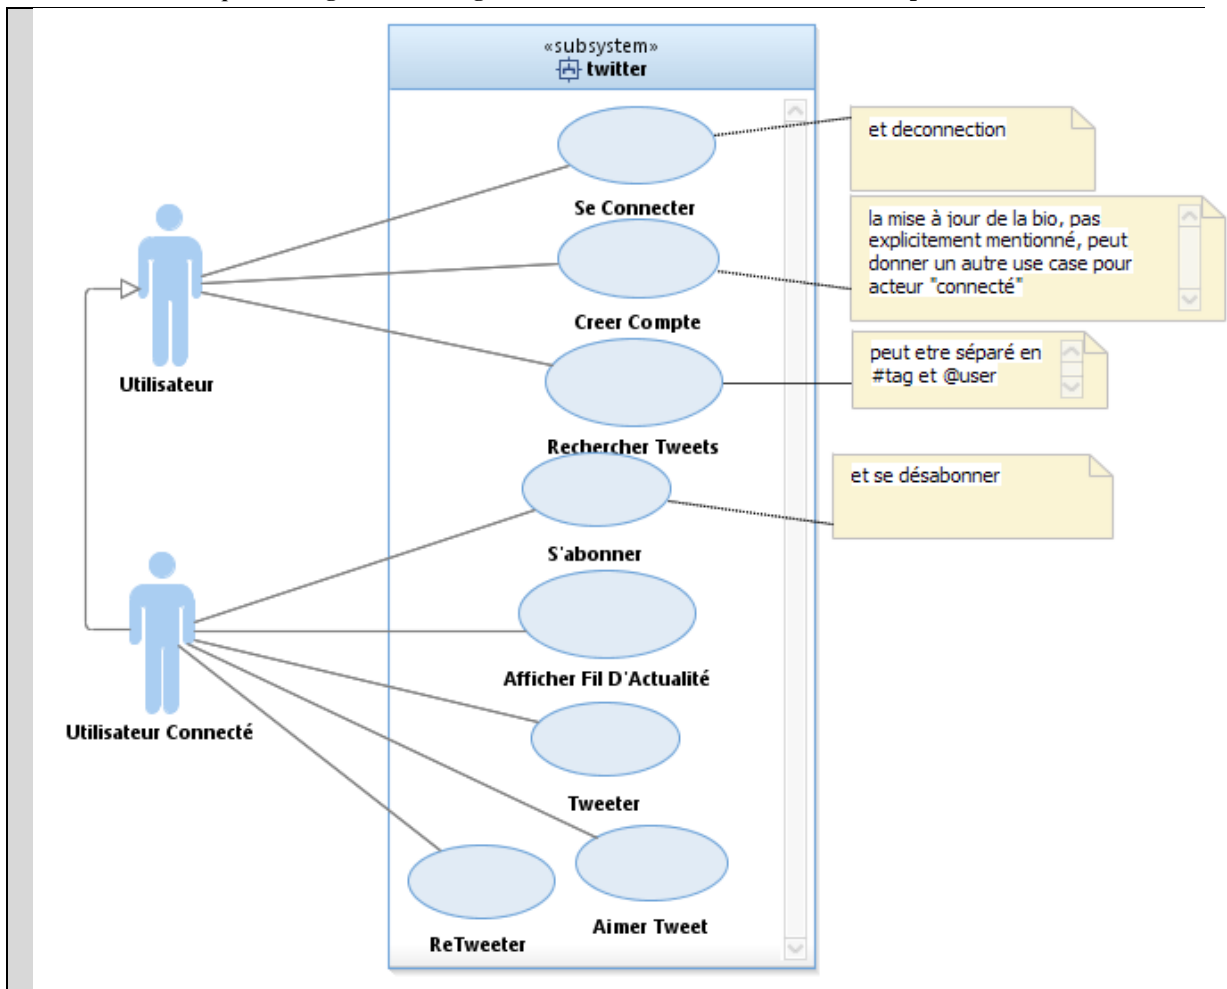 «subsystem»
twitter
et deconnection
Se Connecter
la mise à jour de la bio, pas
explicitement mentionné, peut
donner un autre use case pour
acteur "connecté"
Creer Compte
peut etre séparé en
#tag et @user
Utilisateur
Rechercher Tweets
et se désabonner
S'abonner
Afficher Fil D'Actualité
Utilisateur Connecté
Tweeter
Aimer Tweet
ReTweeter